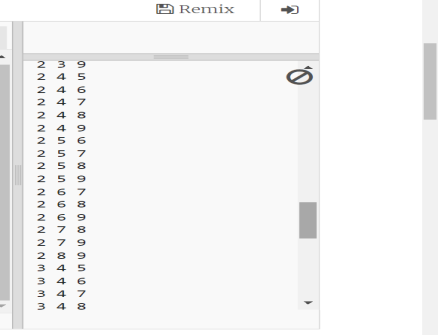 Remix
2 3 9
2 4 5
2 4 6
2 4 7
2 4 8
2 4 9
2 5 6
2 5 7
2 5 8
2 5 9
2 6 7
2 6 8
2 6 9
2 7 8
2 7 9
2 8 9
3 4 5
3 4 6
3 4 7
3 4 8